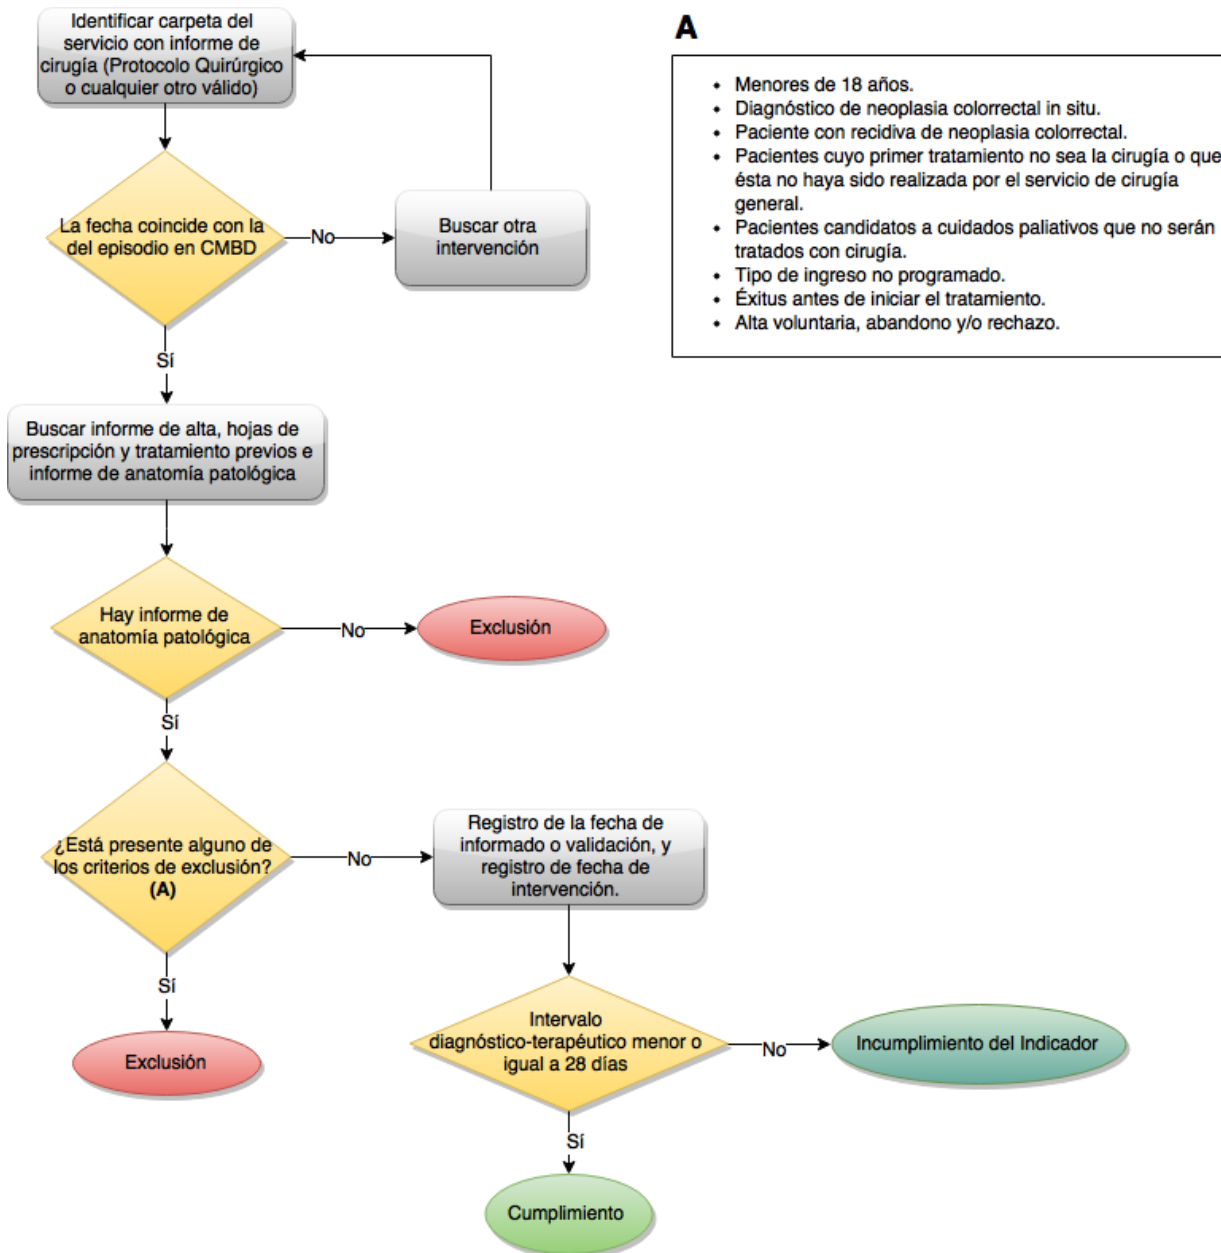 Identificar carpeta del
servicio con informe de
cirugía (Protocolo Quirúrgico
o cualquier otro válido)
La fecha coincide con la
del episodio en CMBD
No
Buscar otra
intervención
Sí
Buscar informe de alta, hojas de
prescripción y tratamiento previos e
informe de anatomía patológica
Hay informe de
anatomía patológica
No
Exclusión
Sí
¿Está presente alguno de
los criterios de exclusión?
(A)
No
Registro de la fecha de
informado o validación, y
registro de fecha de
intervención.
Sí
Exclusión
Intervalo
diagnóstico-terapéutico menor o
igual a 28 días
No
Incumplimiento del Indicador
Sí
Cumplimiento
A
• Menores de 18 años.
• Diagnóstico de neoplasia colorrectal in situ.
• Paciente con recidiva de neoplasia colorrectal.
• Pacientes cuyo primer tratamiento no sea la cirugía o que
ésta no haya sido realizada por el servicio de cirugía
general.
• Pacientes candidatos a cuidados paliativos que no serán
tratados con cirugía.
• Tipo de ingreso no programado.
• Éxitus antes de iniciar el tratamiento.
• Alta voluntaria, abandono y/o rechazo.